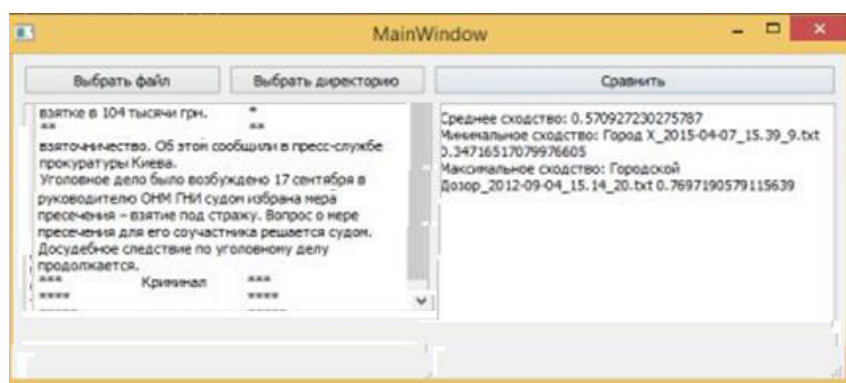 MainWindow
Выбрать файл
Выбрать директорию
Сравнить
взятке в 104 тысячи грн. *
** **
взяточничество. Об этом сообщили в пресс-службе
прокуратуры Киева.
Уголовное дело было возбуждено 17 сентября в
руководителю ОНМ ГНИ судом избрана мера
пресечения – взятие под стражу. Вопрос о мере
пресечения для его соучастника решается судом.
Досудебное следствие по уголовному делу
продолжается.
*** Криминал ***
**** ****
***** *****
Среднее сходство: 0.570927230275787
Минимальное сходство: Город X_2015-04-07_15.39_9.txt
0.34716517079976605
Максимальное сходство: Городской
Дозор_2012-09-04_15.14_20.txt 0.7697190579115639